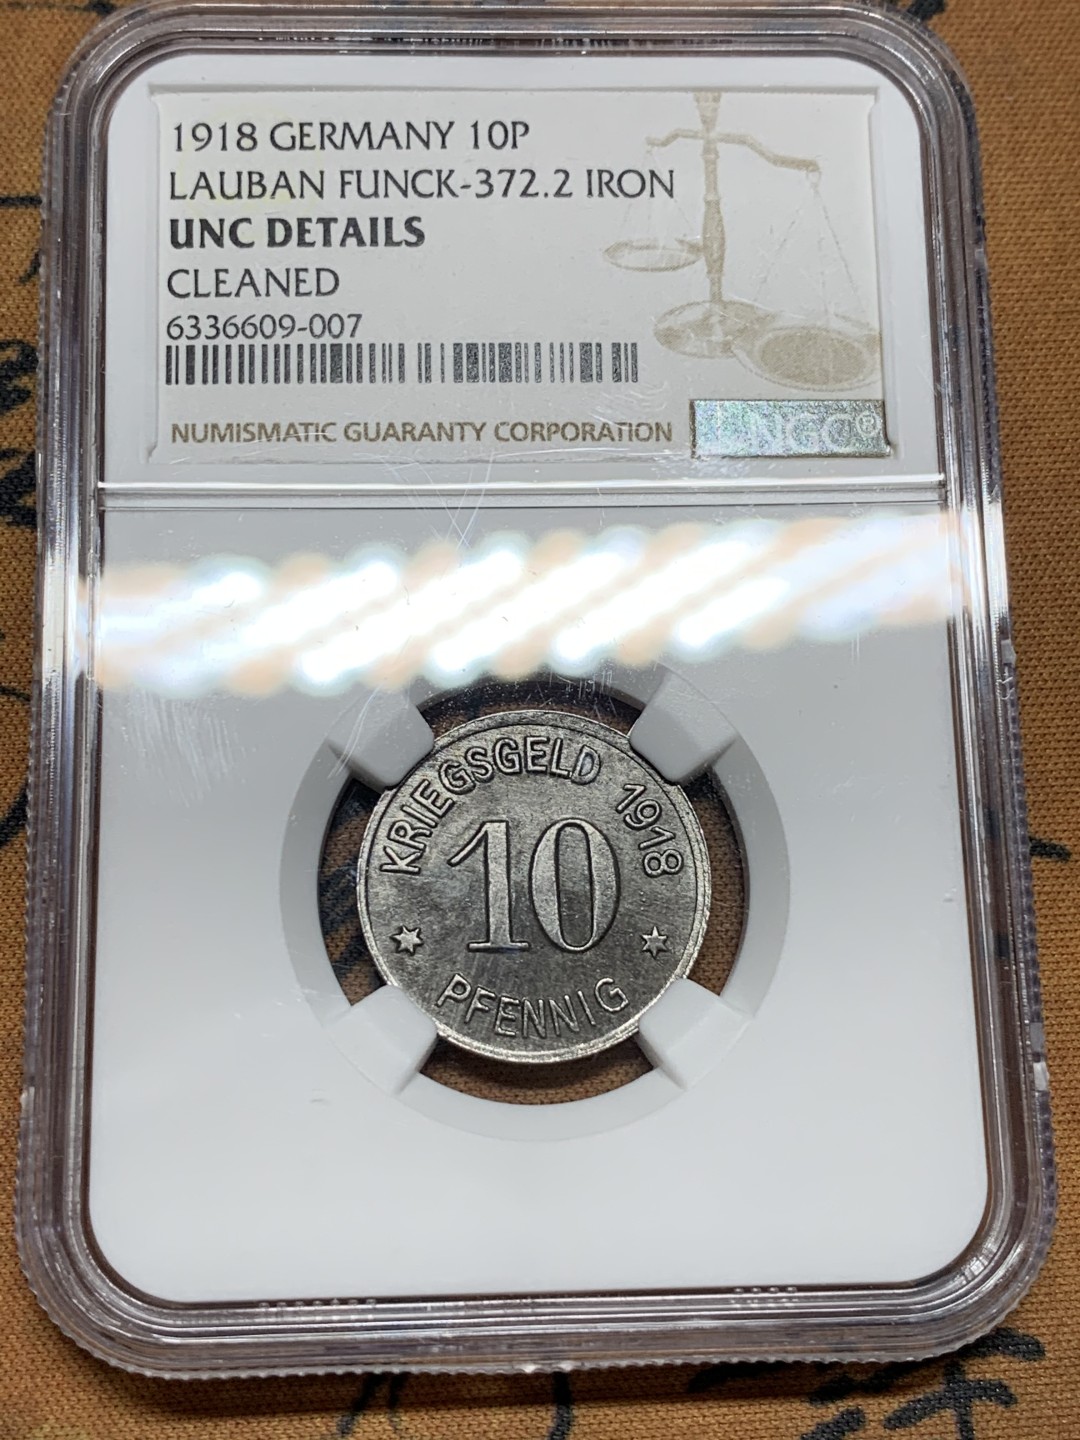 1918 GERMANY 10P
LAUBAN FUNCK-372.2 IRON
UNC DETAILS
CLEANED
6336609-007
NUMISMATIC GUARANTY CORPORATION
NGC®
KRIEGSGELD 1918
10
PFENNIG